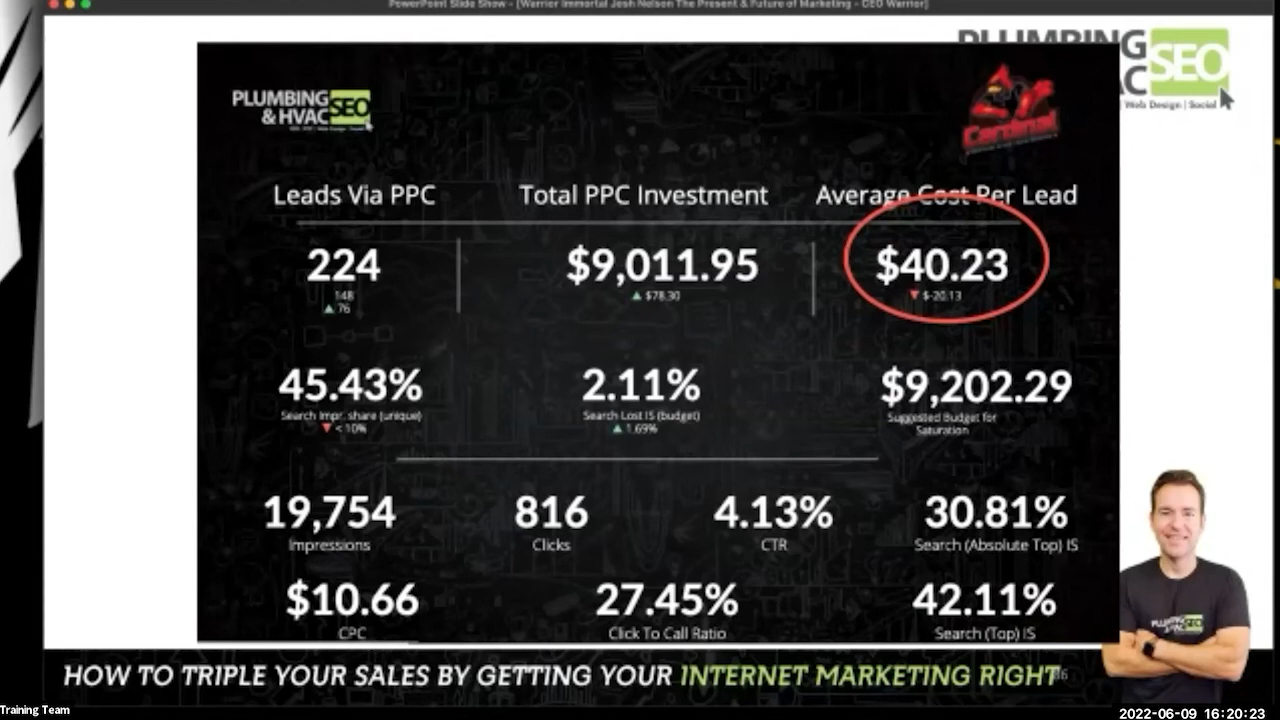 PowerPoint Slide Show - [Warrior Immortal Josh Nelson The Present & Future of Marketing - CEO Warrior]
PLUMBING
SEO
Web Design | Social
PLUMBING
& HVAC SEO
Cardinal
Leads Via PPC Total PPC Investment Average Cost Per Lead
224 $9,011.95 $40.23
148 ▲ $78.30 ▼ $-20.13
▲ 76
45.43% 2.11% $9,202.29
Search Impr. share (unique) Search Lost IS (budget) Suggested Budget for
▼ < 10% ▲ 1.69% Saturation
19,754 816 4.13% 30.81%
Impressions Clicks CTR Search (Absolute Top) IS
$10.66 27.45% 42.11%
CPC Click To Call Ratio Search (Top) IS
PLUMBING
SEO
HOW TO TRIPLE YOUR SALES BY GETTING YOUR INTERNET MARKETING RIGHT
Training Team
2022-06-09 16:20:23